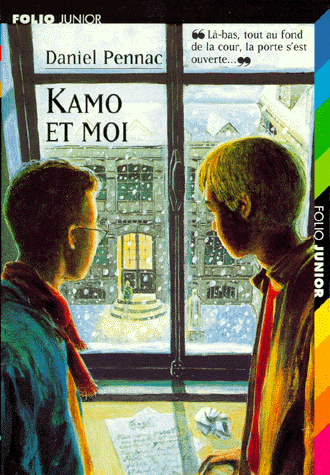 FOLIO JUNIOR
Daniel Pennac
❝ Là-bas, tout au fond
de la cour, la porte s'est
ouverte... ❞
KAMO
ET MOI
FOLIO JUNIOR